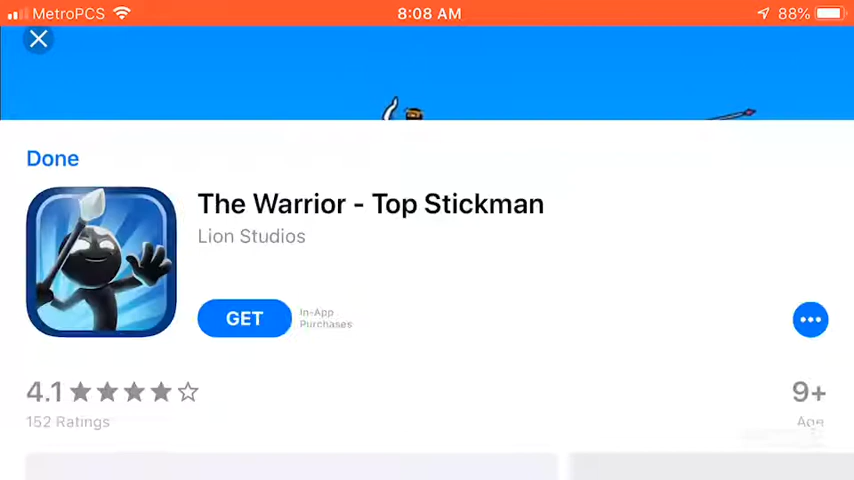 MetroPCS 8:08 AM 88%
Done
The Warrior - Top Stickman
Lion Studios
GET
In-App
Purchases
4.1 9+
152 Ratings Age